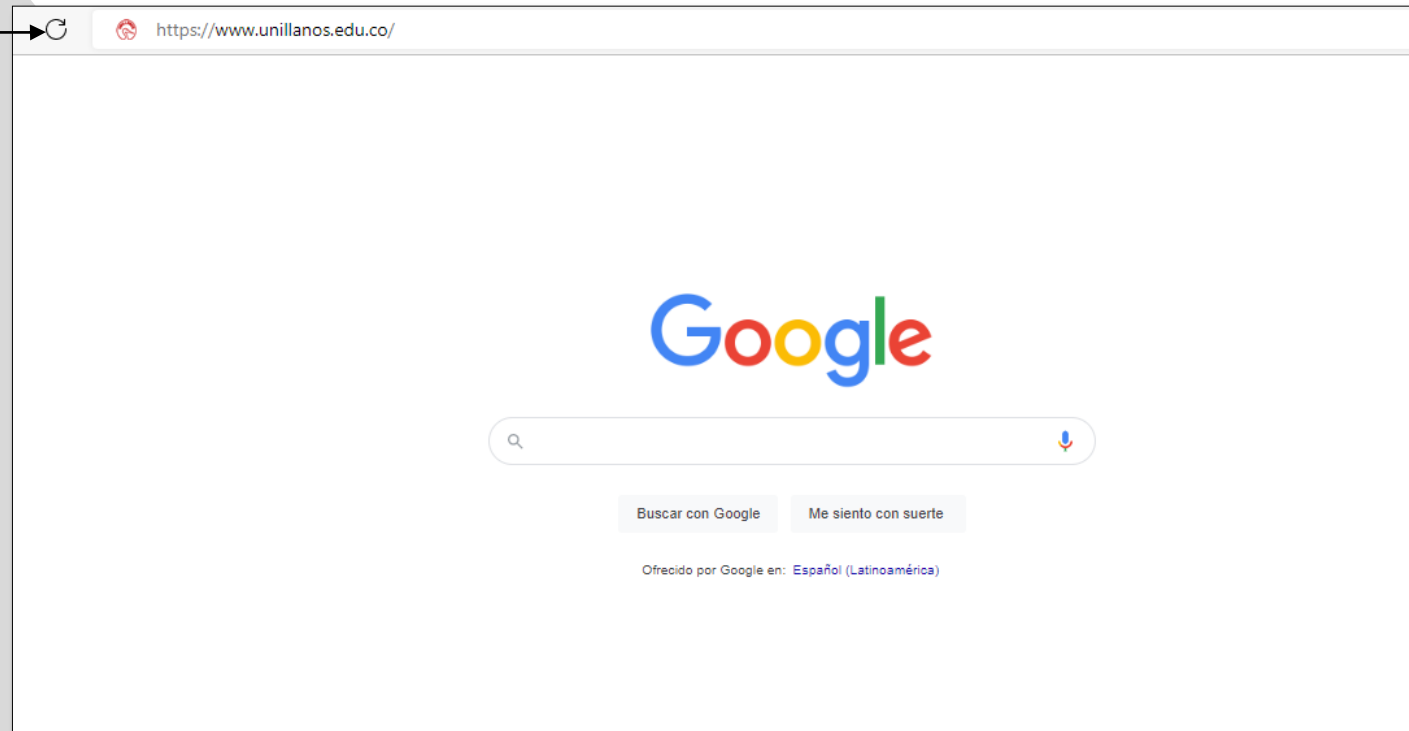 https://www.unillanos.edu.co/
Google
Buscar con Google
Me siento con suerte
Ofrecido por Google en: Español (Latinoamérica)